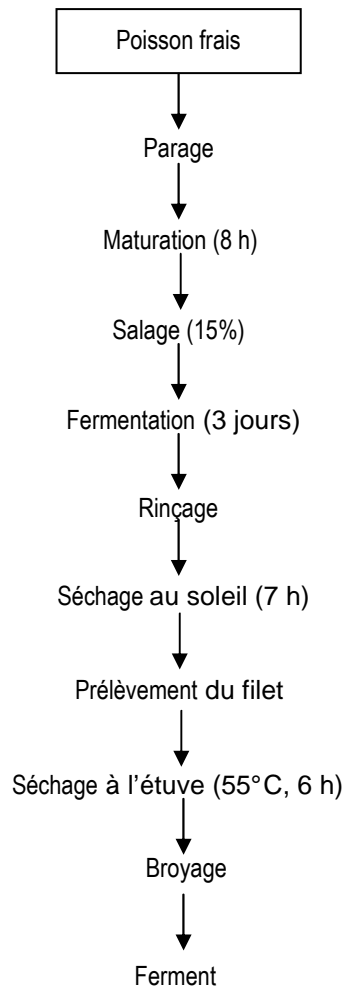 Poisson frais
Parage
Maturation (8 h)
Salage (15%)
Fermentation (3 jours)
Rinçage
Séchage au soleil (7 h)
Prélèvement du filet
Séchage à l’étuve (55°C, 6 h)
Broyage
Ferment